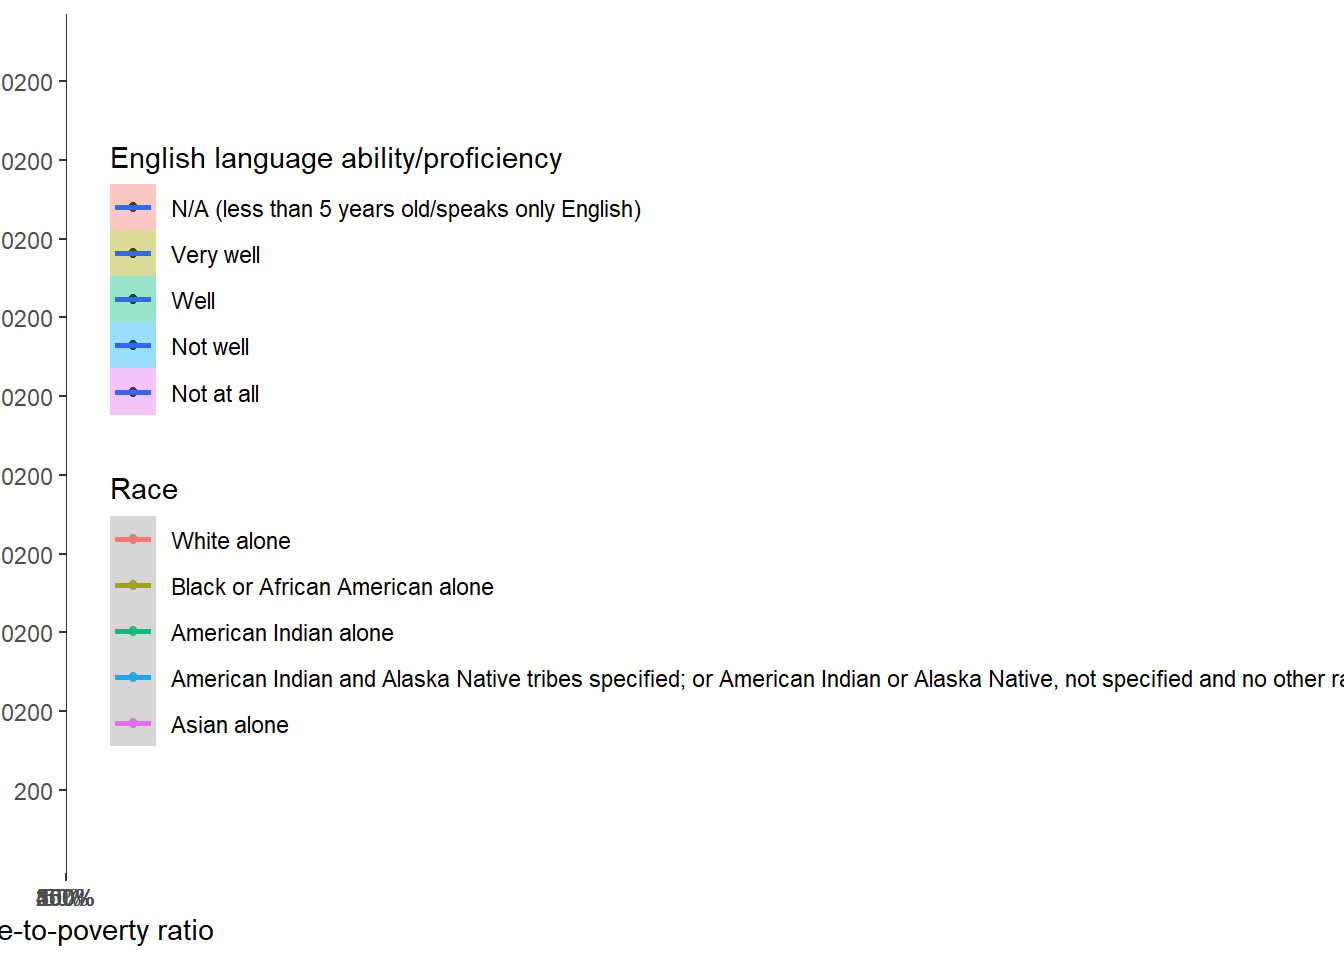 0200
0200
0200
0200
0200
0200
0200
0200
0200
200
English language ability/proficiency
N/A (less than 5 years old/speaks only English)
Very well
Well
Not well
Not at all
Race
White alone
Black or African American alone
American Indian alone
American Indian and Alaska Native tribes specified; or American Indian or Alaska Native, not specified and no other
Asian alone
e-to-poverty ratio